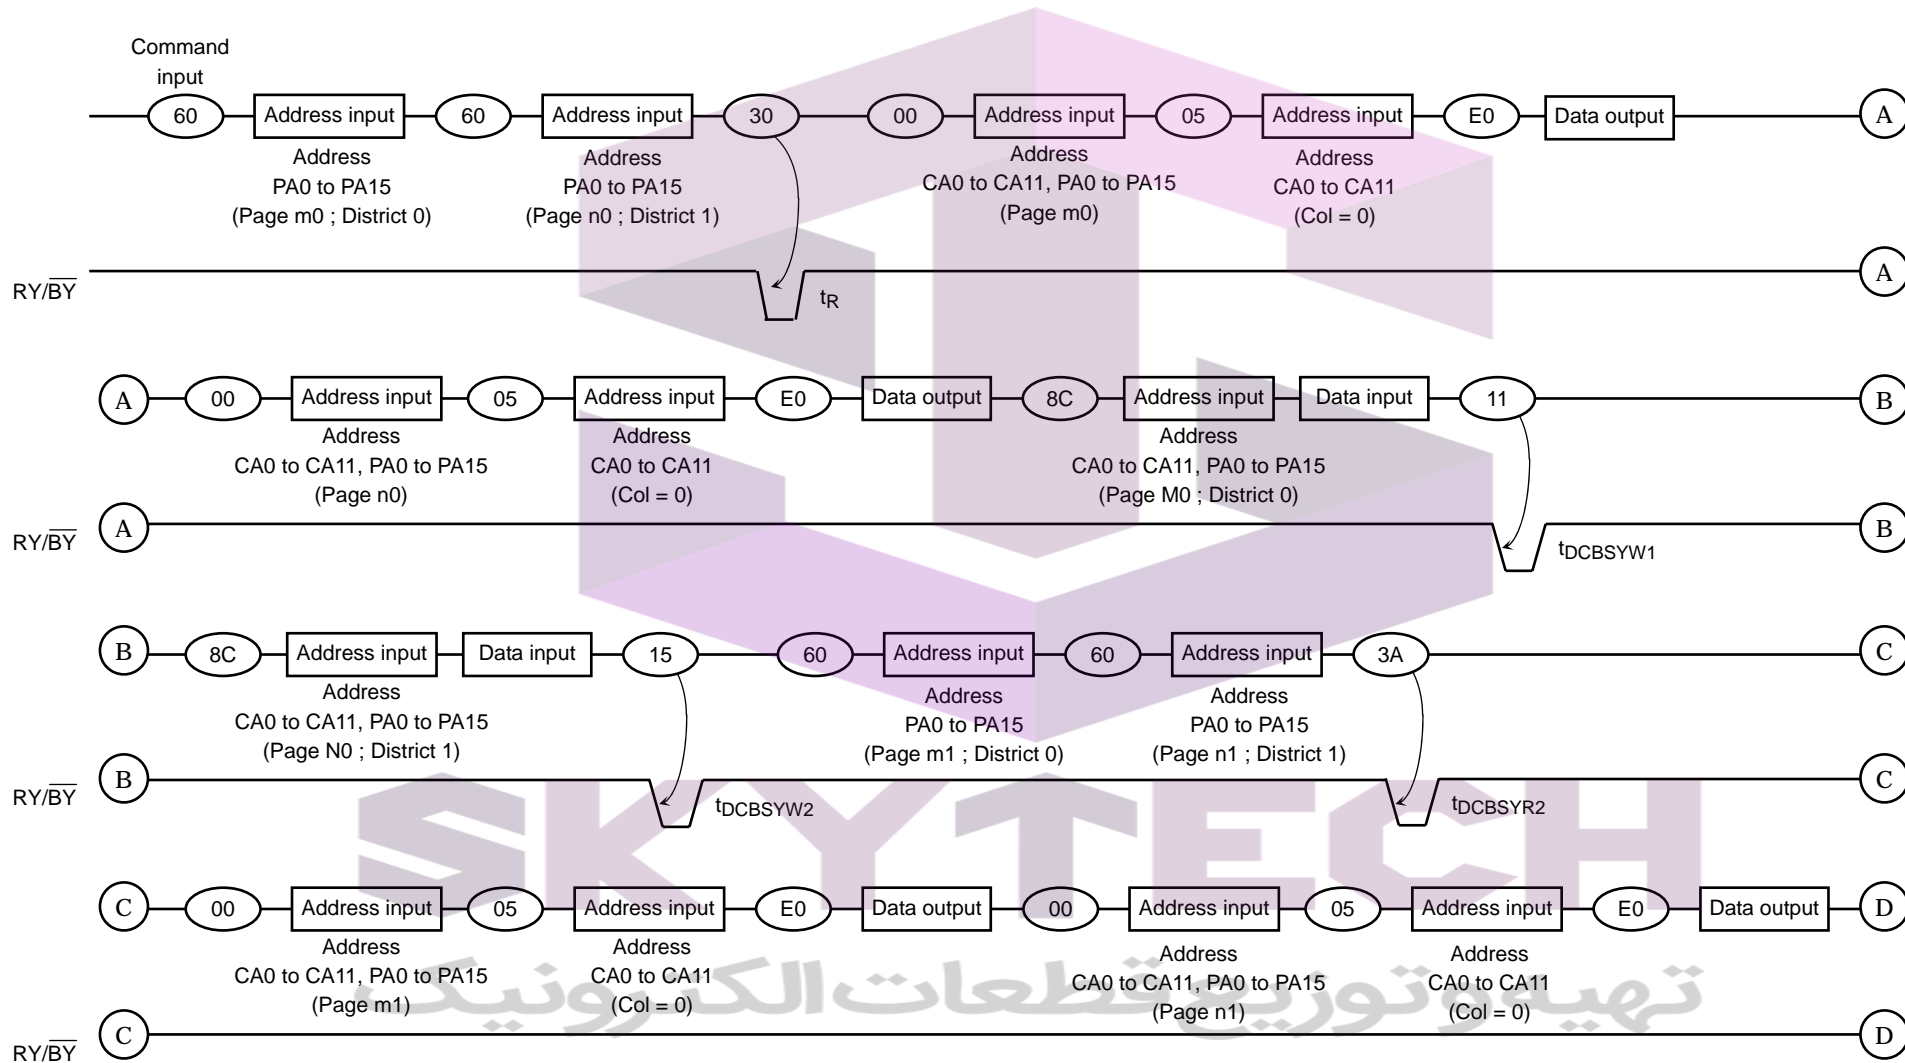 Command
input
60 Address input 60 Address input 30 00 Address input 05 Address input E0 Data output A
Address
PA0 to PA15
(Page m0 ; District 0)
Address
PA0 to PA15
(Page n0 ; District 1)
Address
CA0 to CA11, PA0 to PA15
(Page m0)
Address
CA0 to CA11
(Col = 0)
RY/B̅Y̅ tR A
A 00 Address input 05 Address input E0 Data output 8C Address input Data input 11 B
Address
CA0 to CA11, PA0 to PA15
(Page n0)
Address
CA0 to CA11
(Col = 0)
Address
CA0 to CA11, PA0 to PA15
(Page M0 ; District 0)
RY/B̅Y̅ A tDCBSYW1 B
B 8C Address input Data input 15 60 Address input 60 Address input 3A C
Address
CA0 to CA11, PA0 to PA15
(Page N0 ; District 1)
Address
PA0 to PA15
(Page m1 ; District 0)
Address
PA0 to PA15
(Page n1 ; District 1)
RY/B̅Y̅ B tDCBSYW2 tDCBSYR2 C
SKYTECH
C 00 Address input 05 Address input E0 Data output 00 Address input 05 Address input E0 Data output D
Address
CA0 to CA11, PA0 to PA15
(Page m1)
Address
CA0 to CA11
(Col = 0)
Address
CA0 to CA11, PA0 to PA15
(Page n1)
Address
CA0 to CA11
(Col = 0)
تهیه و توزیع قطعات الکترونیک
RY/B̅Y̅ C D